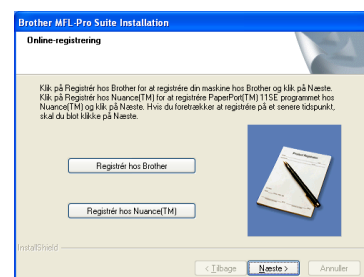 Brother MFL-Pro Suite Installation
Online-registrering
Klik på Registrér hos Brother for at registrére din maskine hos Brother og klik på Næste.
Klik på Registrér hos Nuance(TM) for at registrére PaperPort(TM) 11SE programmet hos
Nuance(TM) og klik på Næste. Hvis du foretrækker at registrére på et senere tidspunkt,
skal du blot klikke på Næste.
Registrér hos Brother
Registrér hos Nuance(TM)
InstallShield
< Tilbage
Næste >
Annuller